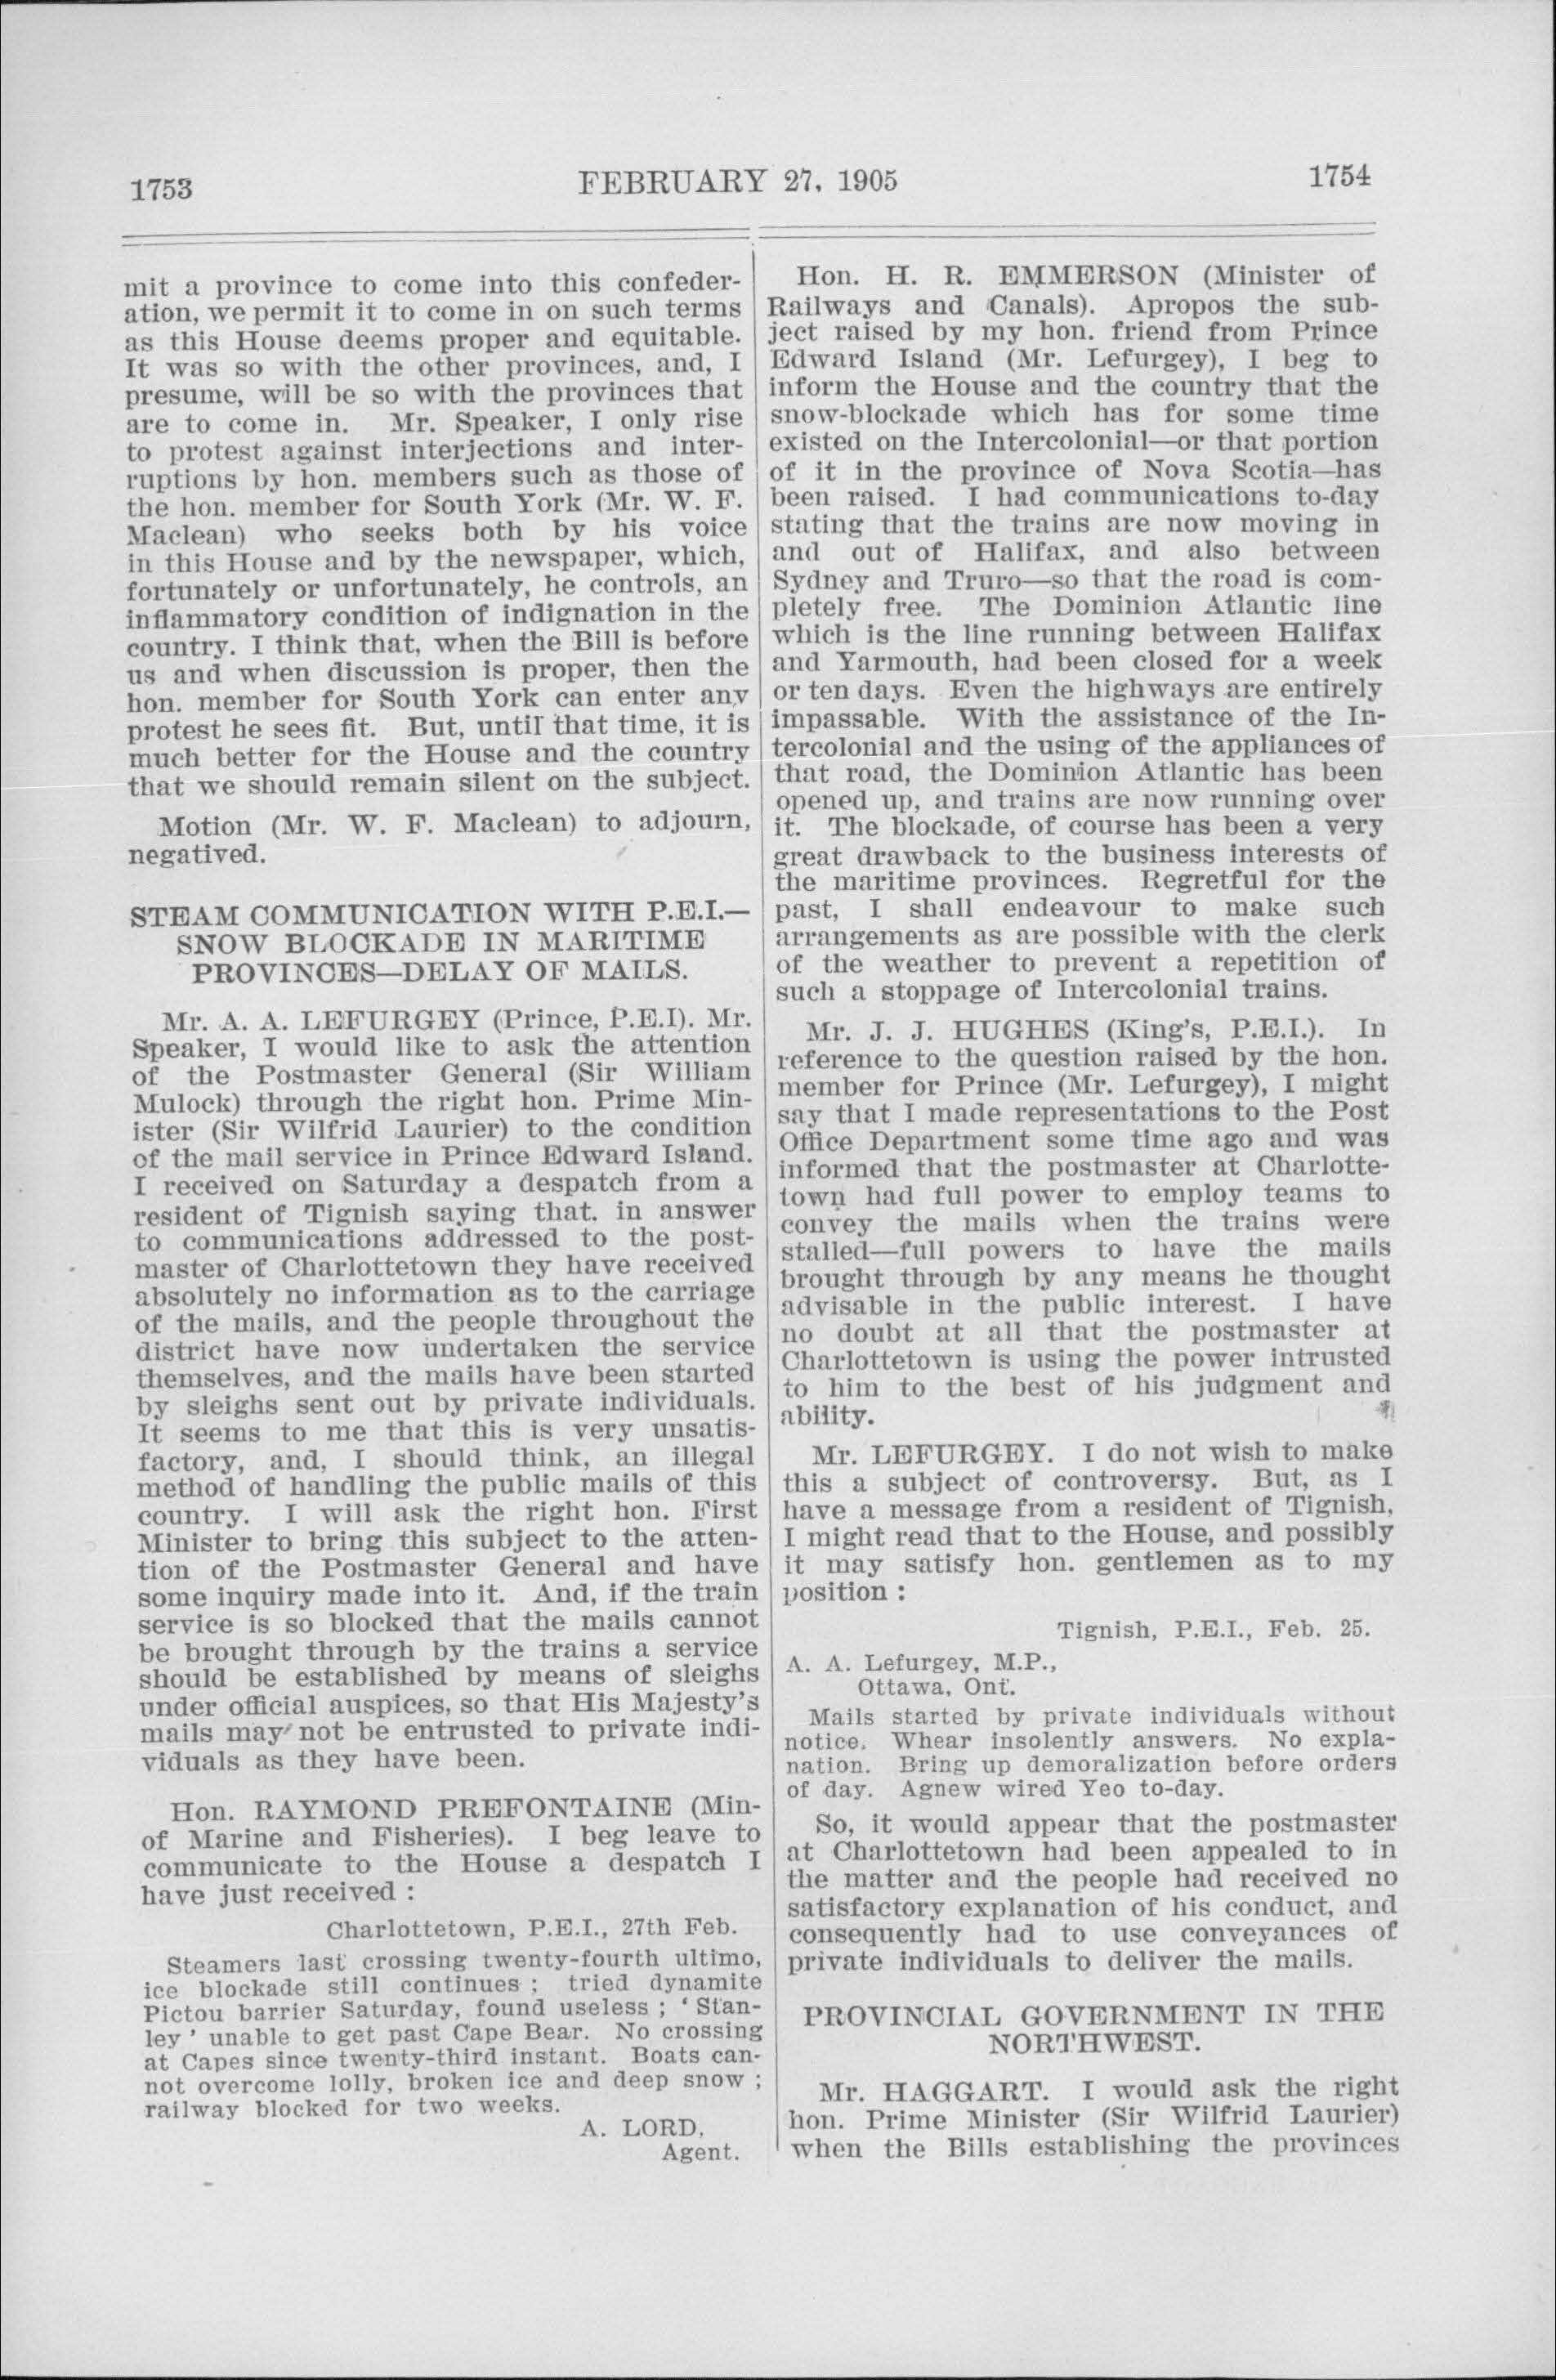 1753
FEBRUARY 27, 1905
1754
mit a province to come into this confeder-
ation, we permit it to come in on such terms
as this House deems proper and equitable.
It was so with the other provinces, and, I
presume, will be so with the provinces that
are to come in. Mr. Speaker, I only rise
to protest against interjections and inter-
ruptions by hon. members such as those of
the hon. member for South York (Mr. W. F.
Maclean) who seeks both by his voice
in this House and by the newspaper, which,
fortunately or unfortunately, he controls, an
inflammatory condition of indignation in the
country. I think that, when the Bill is before
us and when discussion is proper, then the
hon. member for South York can enter any
protest he sees fit. But, until that time, it is
much better for the House and the country
that we should remain silent on the subject.
Motion (Mr. W. F. Maclean) to adjourn,
negatived.
STEAM COMMUNICATION WITH P.E.I.—
SNOW BLOCKADE IN MARITIME
PROVINCES—DELAY OF MAILS.
Mr. A. A. LEFURGEY (Prince, P.E.I). Mr.
Speaker, I would like to ask the attention
of the Postmaster General (Sir William
Mulock) through the right hon. Prime Min-
ister (Sir Wilfrid Laurier) to the condition
of the mail service in Prince Edward Island.
I received on Saturday a despatch from a
resident of Tignish saying that. in answer
to communications addressed to the post-
master of Charlottetown they have received
absolutely no information as to the carriage
of the mails, and the people throughout the
district have now undertaken the service
themselves, and the mails have been started
by sleighs sent out by private individuals.
It seems to me that this is very unsatis-
factory, and, I should think, an illegal
method of handling the public mails of this
country. I will ask the right hon. First
Minister to bring this subject to the atten-
tion of the Postmaster General and have
some inquiry made into it. And, if the train
service is so blocked that the mails cannot
be brought through by the trains a service
should be established by means of sleighs
under official auspices, so that His Majesty's
mails may not be entrusted to private indi-
viduals as they have been.
Hon. RAYMOND PREFONTAINE (Min-
of Marine and Fisheries). I beg leave to
communicate to the House a despatch I
have just received :
Charlottetown, P.E.I., 27th Feb.
Steamers last crossing twenty-fourth ultimo,
ice blockade still continues ; tried dynamite
Pictou barrier Saturday, found useless ; ' Stan-
ley ' unable to get past Cape Bear. No crossing
at Capes since twenty-third instant. Boats can-
not overcome lolly, broken ice and deep snow ;
railway blocked for two weeks.
A. LORD,
Agent.
Hon. H. R. EMMERSON (Minister of
Railways and Canals). Apropos the sub-
ject raised by my hon. friend from Prince
Edward Island (Mr. Lefurgey), I beg to
inform the House and the country that the
snow-blockade which has for some time
existed on the Intercolonial—or that portion
of it in the province of Nova Scotia—has
been raised. I had communications to-day
stating that the trains are now moving in
and out of Halifax, and also between
Sydney and Truro—so that the road is com-
pletely free. The Dominion Atlantic line
which is the line running between Halifax
and Yarmouth, had been closed for a week
or ten days. Even the highways are entirely
impassable. With the assistance of the In-
tercolonial and the using of the appliances of
that road, the Dominion Atlantic has been
opened up, and trains are now running over
it. The blockade, of course has been a very
great drawback to the business interests of
the maritime provinces. Regretful for the
past, I shall endeavour to make such
arrangements as are possible with the clerk
of the weather to prevent a repetition of
such a stoppage of Intercolonial trains.
Mr. J. J. HUGHES (King's, P.E.I.). In
reference to the question raised by the hon.
member for Prince (Mr. Lefurgey), I might
say that I made representations to the Post
Office Department some time ago and was
informed that the postmaster at Charlotte-
town had full power to employ teams to
convey the mails when the trains were
stalled—full powers to have the mails
brought through by any means he thought
advisable in the public interest. I have
no doubt at all that the postmaster at
Charlottetown is using the power intrusted
to him to the best of his judgment and
ability.
Mr. LEFURGEY. I do not wish to make
this a subject of controversy. But, as I
have a message from a resident of Tignish,
I might read that to the House, and possibly
it may satisfy hon. gentlemen as to my
position :
Tignish, P.E.I., Feb. 25.
A. A. Lefurgey, M.P.,
Ottawa, Ont.
Mails started by private individuals without
notice. Whear insolently answers. No expla-
nation. Bring up demoralization before orders
of day. Agnew wired Yeo to-day.
So, it would appear that the postmaster
at Charlottetown had been appealed to in
the matter and the people had received no
satisfactory explanation of his conduct, and
consequently had to use conveyances of
private individuals to deliver the mails.
PROVINCIAL GOVERNMENT IN THE
NORTHWEST.
Mr. HAGGART. I would ask the right
hon. Prime Minister (Sir Wilfrid Laurier)
when the Bills establishing the provinces